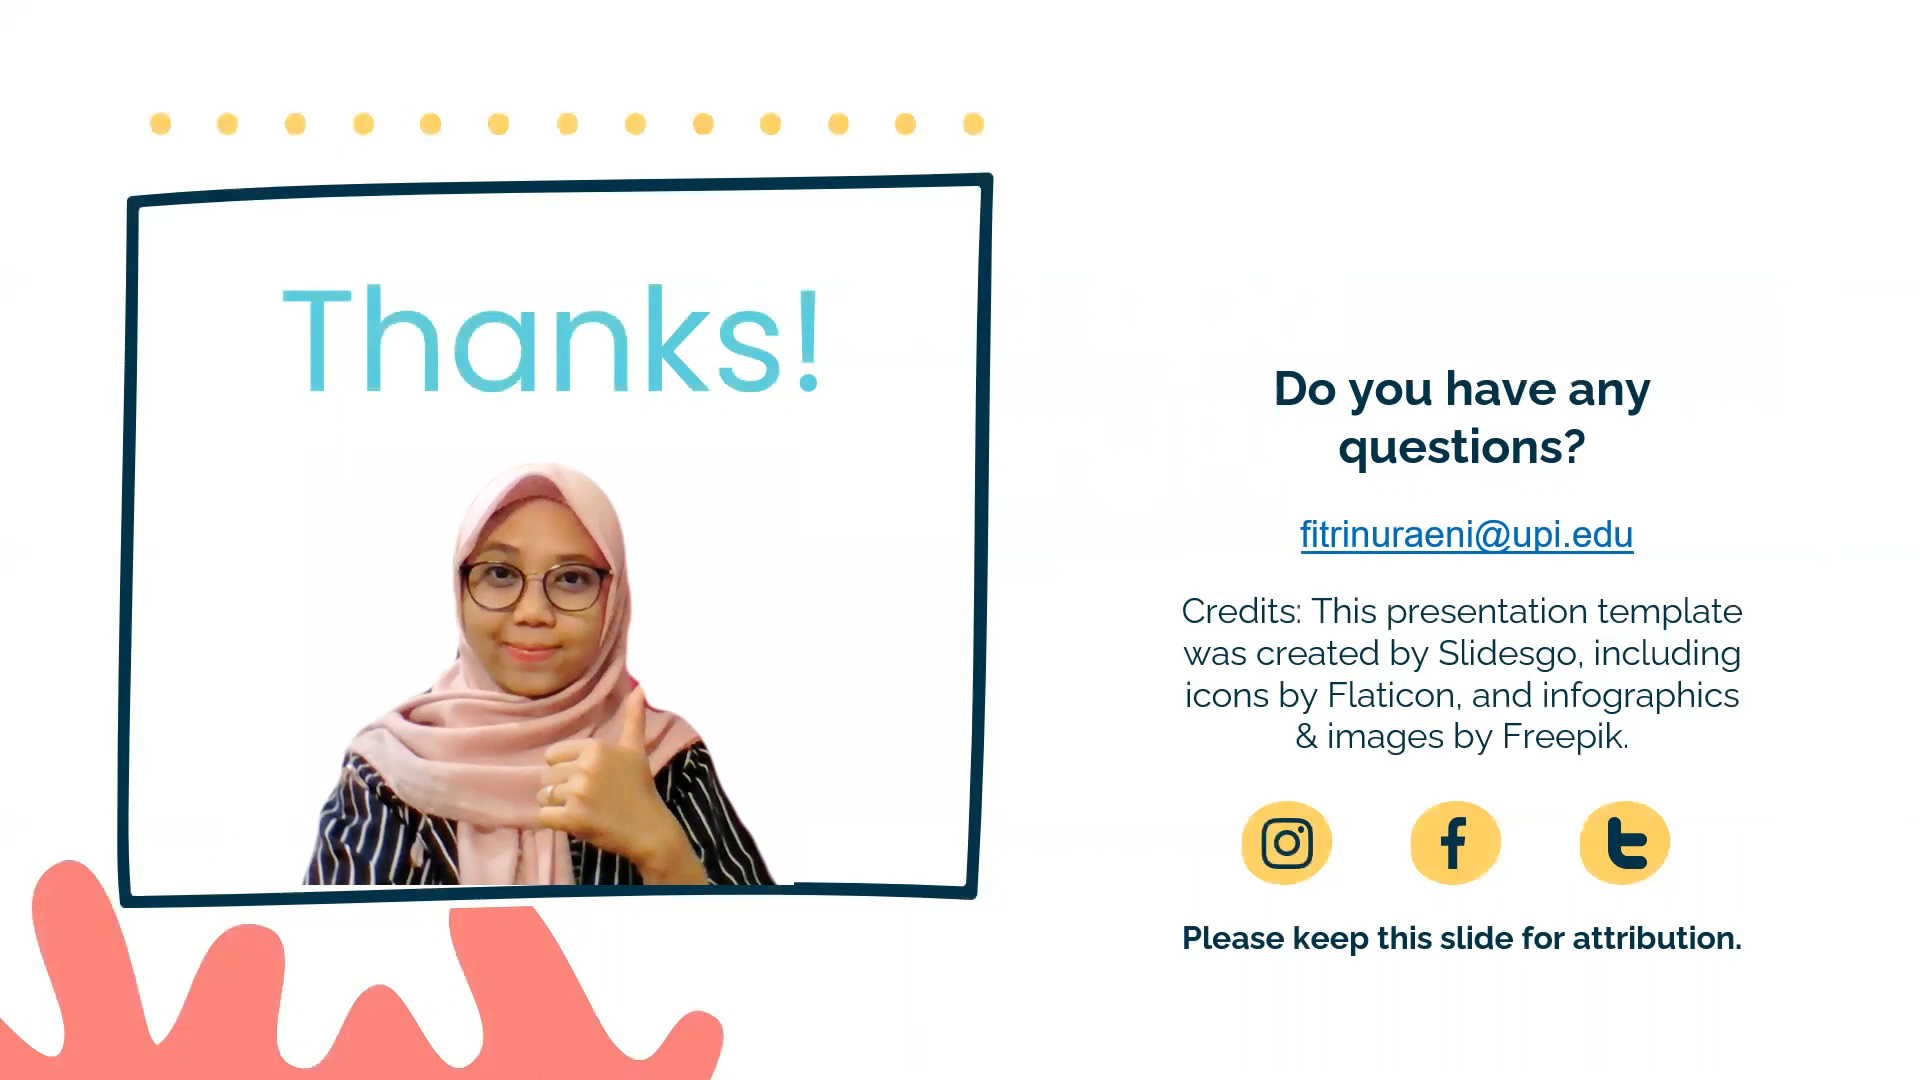 Thanks!
Do you have any
questions?
fitrinuraeni@upi.edu
Credits: This presentation template
was created by Slidesgo, including
icons by Flaticon, and infographics
& images by Freepik.
Please keep this slide for attribution.